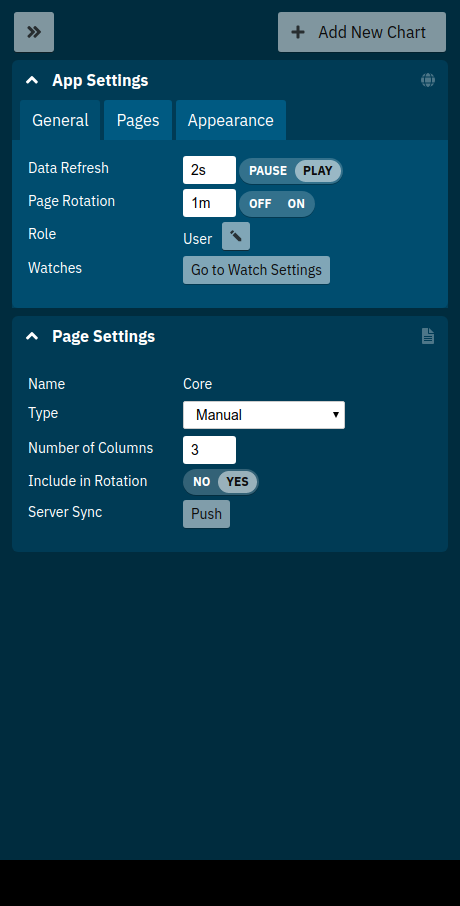 Add New Chart
App Settings
General Pages Appearance
Data Refresh 2s PAUSE PLAY
Page Rotation 1m OFF ON
Role User
Watches Go to Watch Settings
Page Settings
Name Core
Type Manual
Number of Columns 3
Include in Rotation NO YES
Server Sync Push